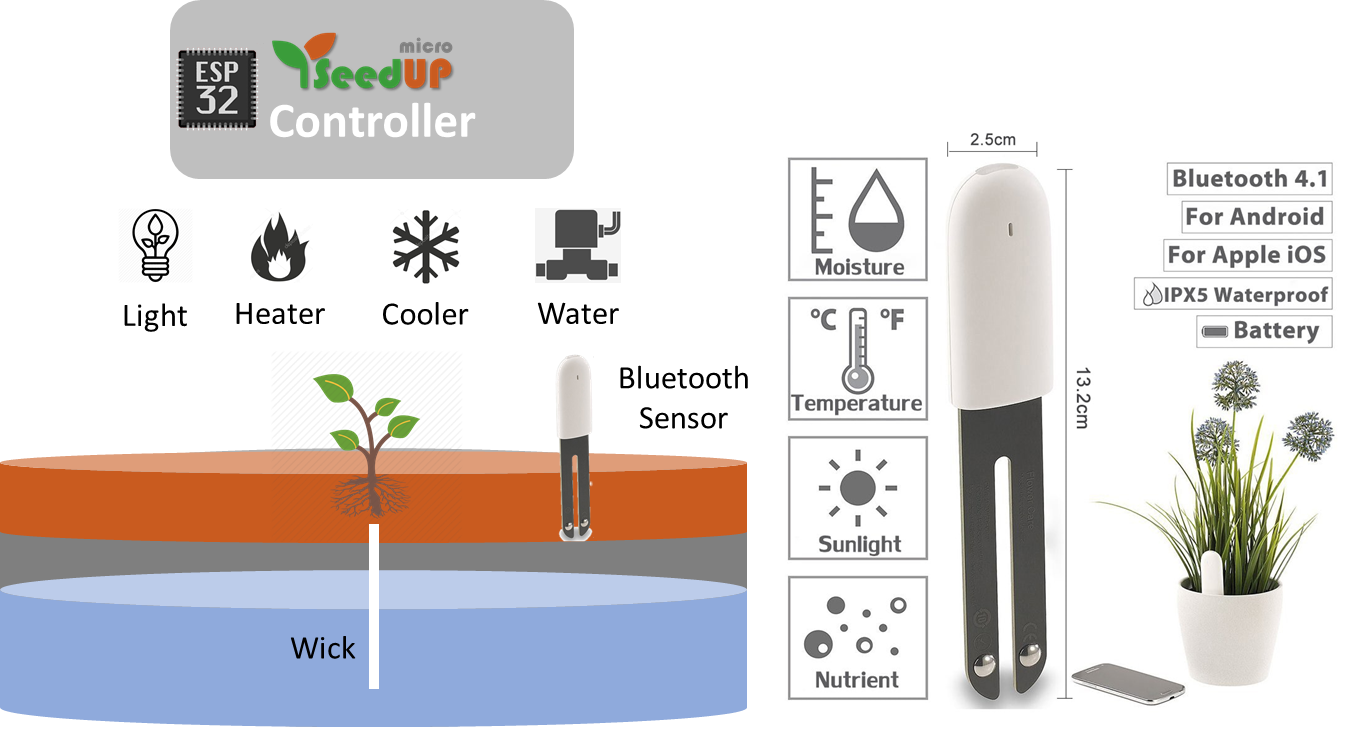 ESP
32
micro
SeedUP
Controller
Light
Heater
Cooler
Water
Bluetooth
Sensor
Wick
2.5cm
13.2cm
Moisture
°C °F
Temperature
Sunlight
Nutrient
Bluetooth 4.1
For Android
For Apple iOS
IPX5 Waterproof
Battery